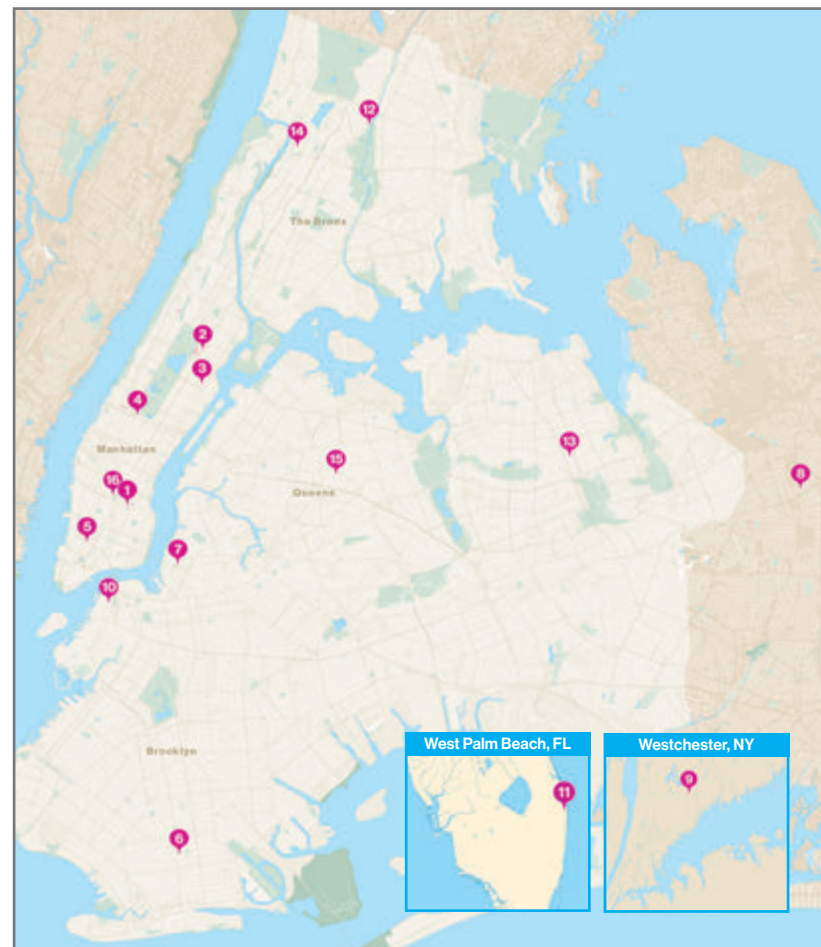 12
14
The Bronx
2
3
4
Manhattan
13
15
8
16
1
Queens
5
7
10
West Palm Beach, FL
Westchester, NY
Brooklyn
9
11
6